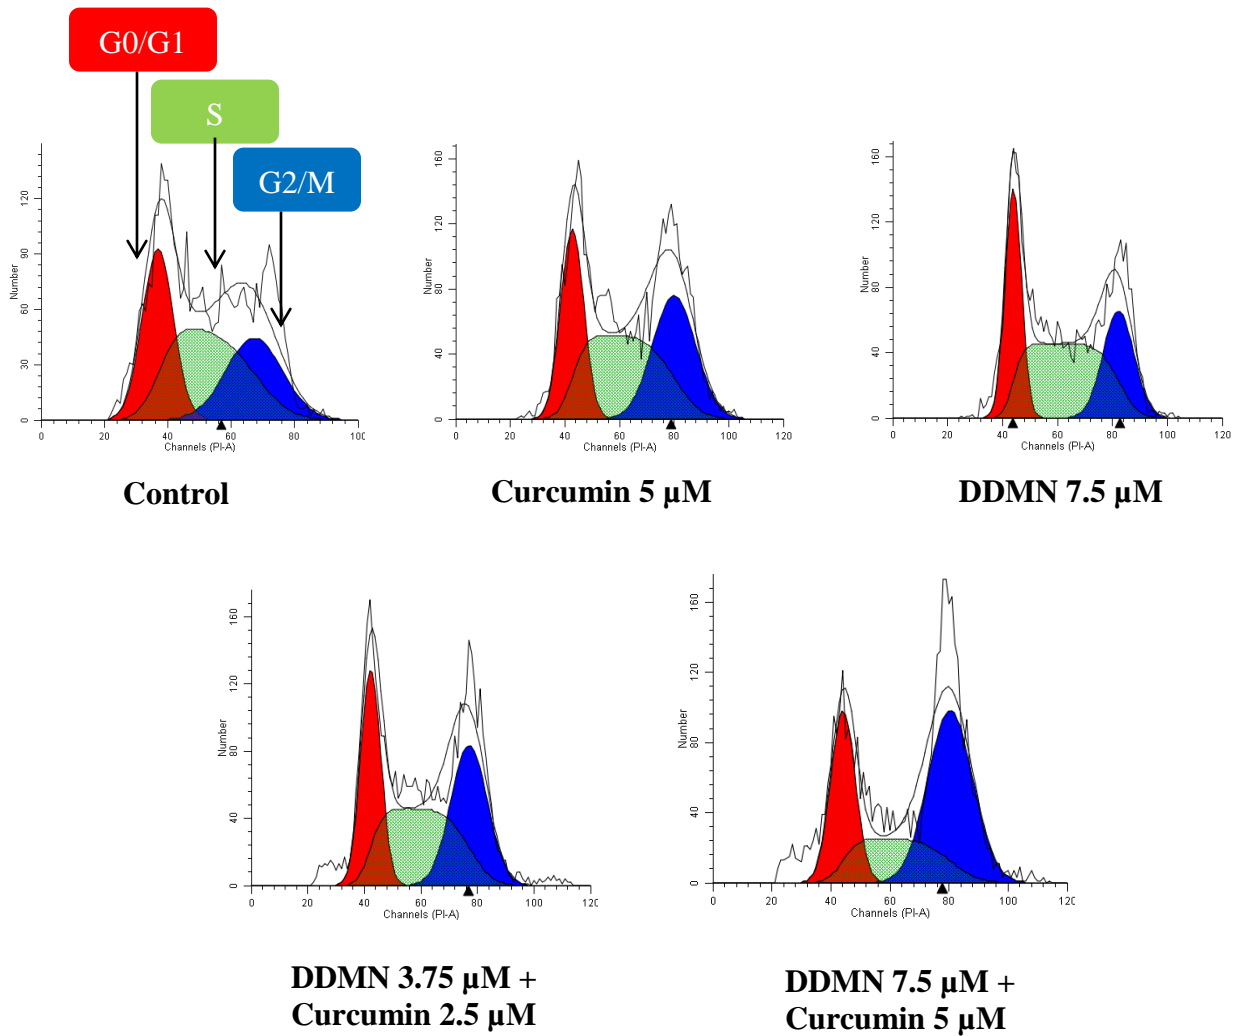 G0/G1
S
G2/M
Number
0 30 60 90 120
0 20 40 60 80 100
Channels (PI-A)
Control
Number
0 40 80 120 160
0 20 40 60 80 100 120
Channels (PI-A)
Curcumin 5 µM
Number
0 40 80 120 160
0 20 40 60 80 100 120
Channels (PI-A)
DDMN 7.5 µM
Number
0 40 80 120 160
0 20 40 60 80 100 120
Channels (PI-A)
DDMN 3.75 µM +
Curcumin 2.5 µM
Number
0 40 80 120 160
0 20 40 60 80 100 120
Channels (PI-A)
DDMN 7.5 µM +
Curcumin 5 µM